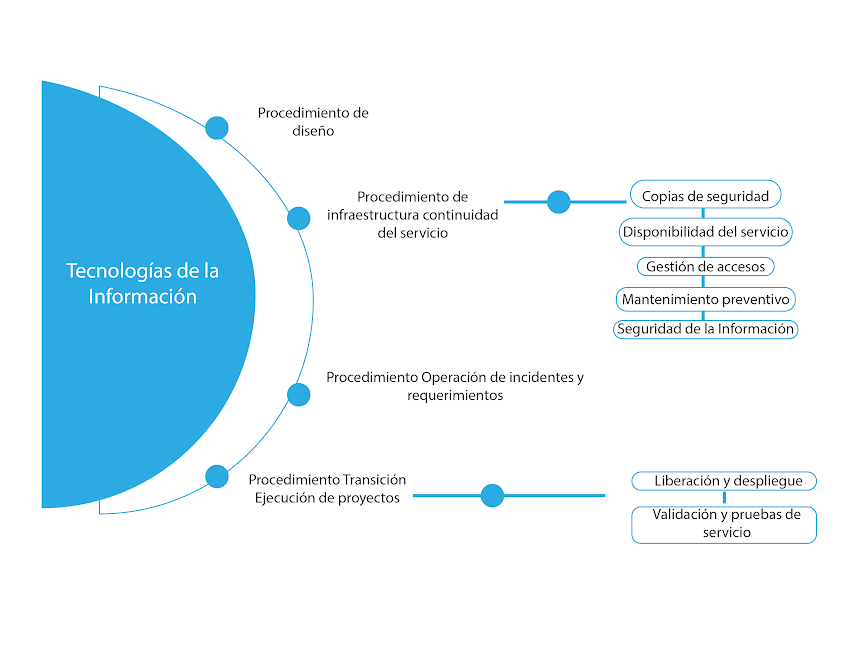 Tecnologías de la
Información
Procedimiento de
diseño
Procedimiento de
infraestructura continuidad
del servicio
Copias de seguridad
Disponibilidad del servicio
Gestión de accesos
Mantenimiento preventivo
Seguridad de la Información
Procedimiento Operación de incidentes y
requerimientos
Procedimiento Transición
Ejecución de proyectos
Liberación y despliegue
Validación y pruebas de
servicio